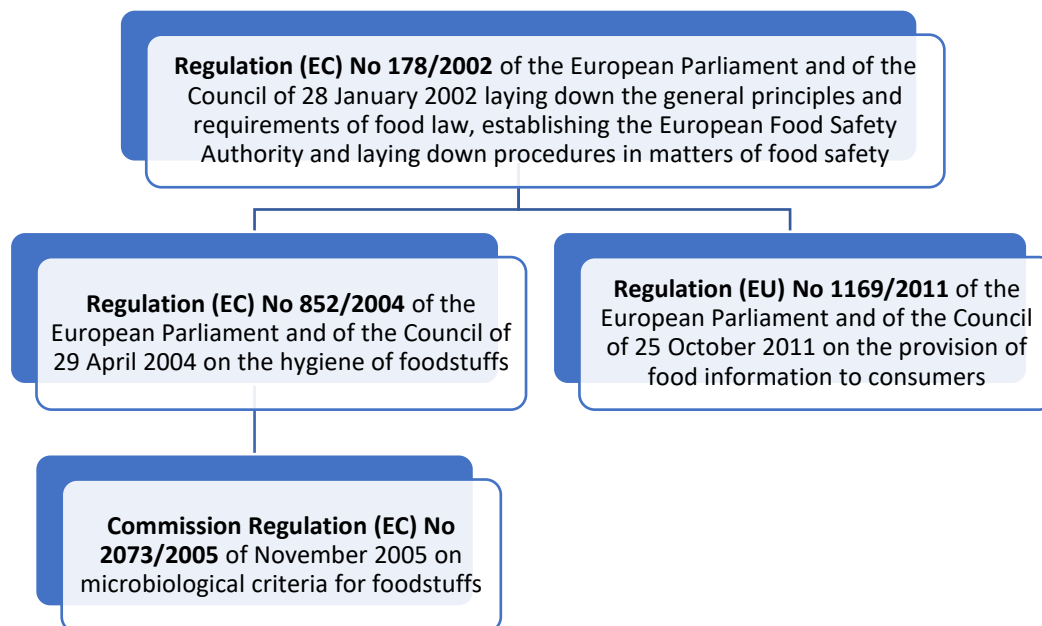 Regulation (EC) No 178/2002 of the European Parliament and of the
Council of 28 January 2002 laying down the general principles and
requirements of food law, establishing the European Food Safety
Authority and laying down procedures in matters of food safety
Regulation (EC) No 852/2004 of the
European Parliament and of the Council of
29 April 2004 on the hygiene of foodstuffs
Regulation (EU) No 1169/2011 of the
European Parliament and of the Council
of 25 October 2011 on the provision of
food information to consumers
Commission Regulation (EC) No
2073/2005 of November 2005 on
microbiological criteria for foodstuffs